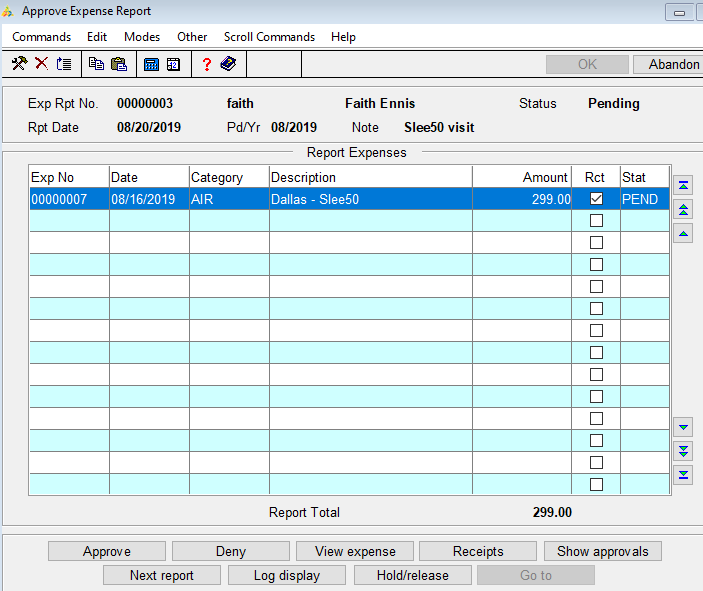 Approve Expense Report
Commands Edit Modes Other Scroll Commands Help
OK Abandon
Exp Rpt No. 00000003 faith Faith Ennis Status Pending
Rpt Date 08/20/2019 Pd/Yr 08/2019 Note Slee50 visit
Report Expenses
Exp No Date Category Description Amount Rct Stat
00000007 08/16/2019 AIR Dallas - Slee50 299.00 PEND
Report Total 299.00
Approve Deny View expense Receipts Show approvals
Next report Log display Hold/release Go to